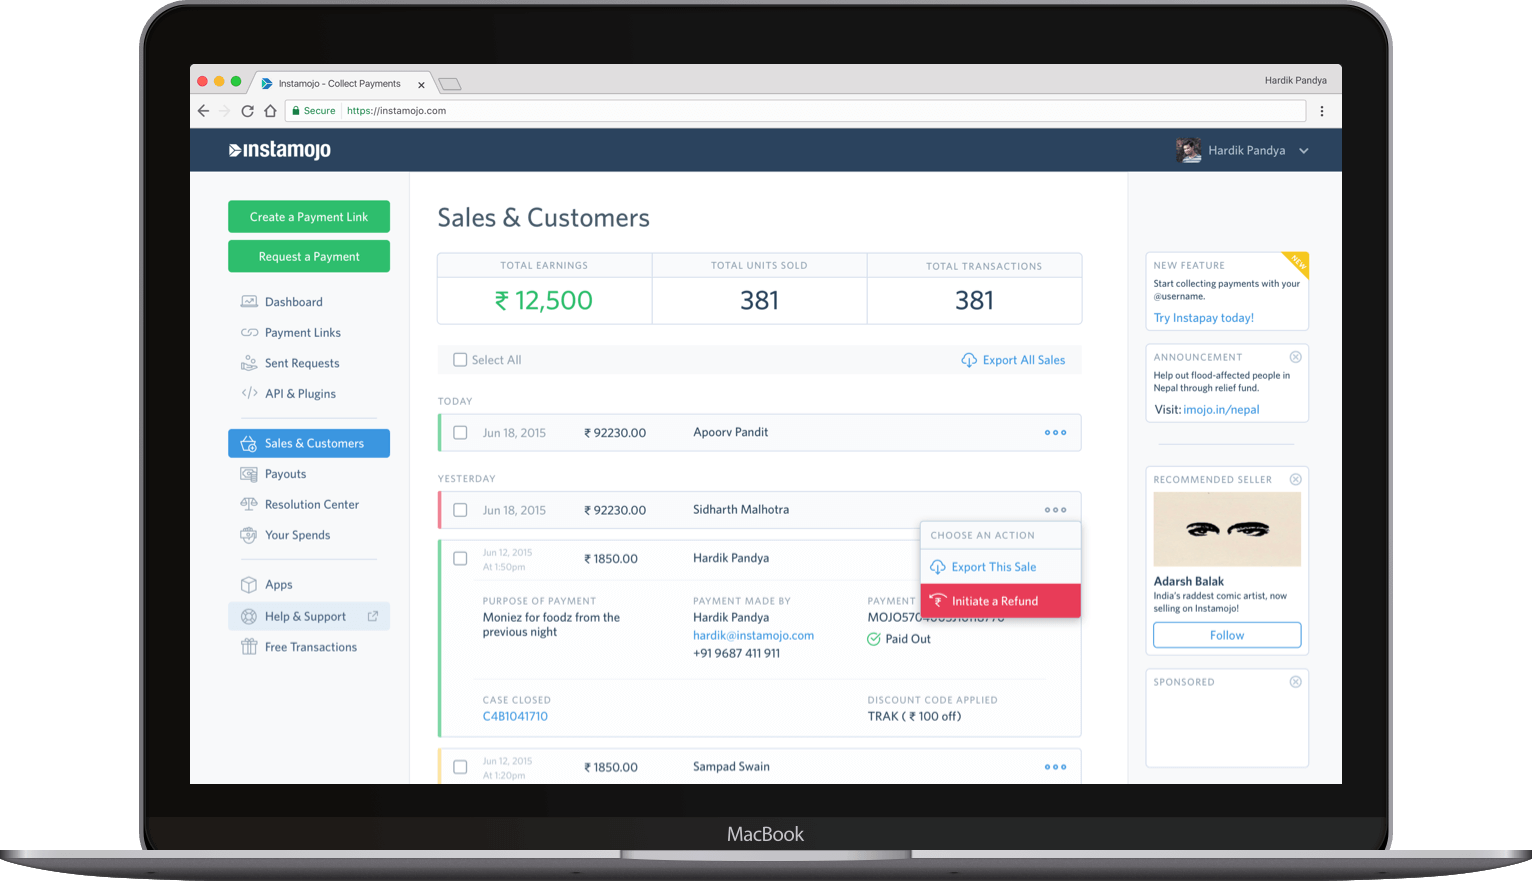 Instamojo - Collect Payments
Hardik Pandya
Secure https://instamojo.com
instamojo
Hardik Pandya
Create a Payment Link
Request a Payment
Dashboard
Payment Links
Sent Requests
API & Plugins
Sales & Customers
Payouts
Resolution Center
Your Spends
Apps
Help & Support
Free Transactions
Sales & Customers
TOTAL EARNINGS
₹ 12,500
TOTAL UNITS SOLD
381
TOTAL TRANSACTIONS
381
Select All
Export All Sales
TODAY
Jun 18, 2015 ₹ 92230.00 Apoorv Pandit
YESTERDAY
Jun 18, 2015 ₹ 92230.00 Sidharth Malhotra
CHOOSE AN ACTION
Export This Sale
Initiate a Refund
Jun 12, 2015
At 1:50pm
₹ 1850.00
Hardik Pandya
PURPOSE OF PAYMENT
Moniez for foodz from the
previous night
PAYMENT MADE BY
Hardik Pandya
hardik@instamojo.com
+91 9687 411 911
PAYMENT
Paid Out
CASE CLOSED
C4B1041710
DISCOUNT CODE APPLIED
TRAK ( ₹ 100 off)
Jun 12, 2015
At 1:20pm
₹ 1850.00
Sampad Swain
NEW
NEW FEATURE
Start collecting payments with your
@username.
Try Instapay today!
ANNOUNCEMENT
Help out flood-affected people in
Nepal through relief fund.
Visit: imojo.in/nepal
RECOMMENDED SELLER
Adarsh Balak
India's raddest comic artist, now
selling on Instamojo!
Follow
SPONSORED
MacBook